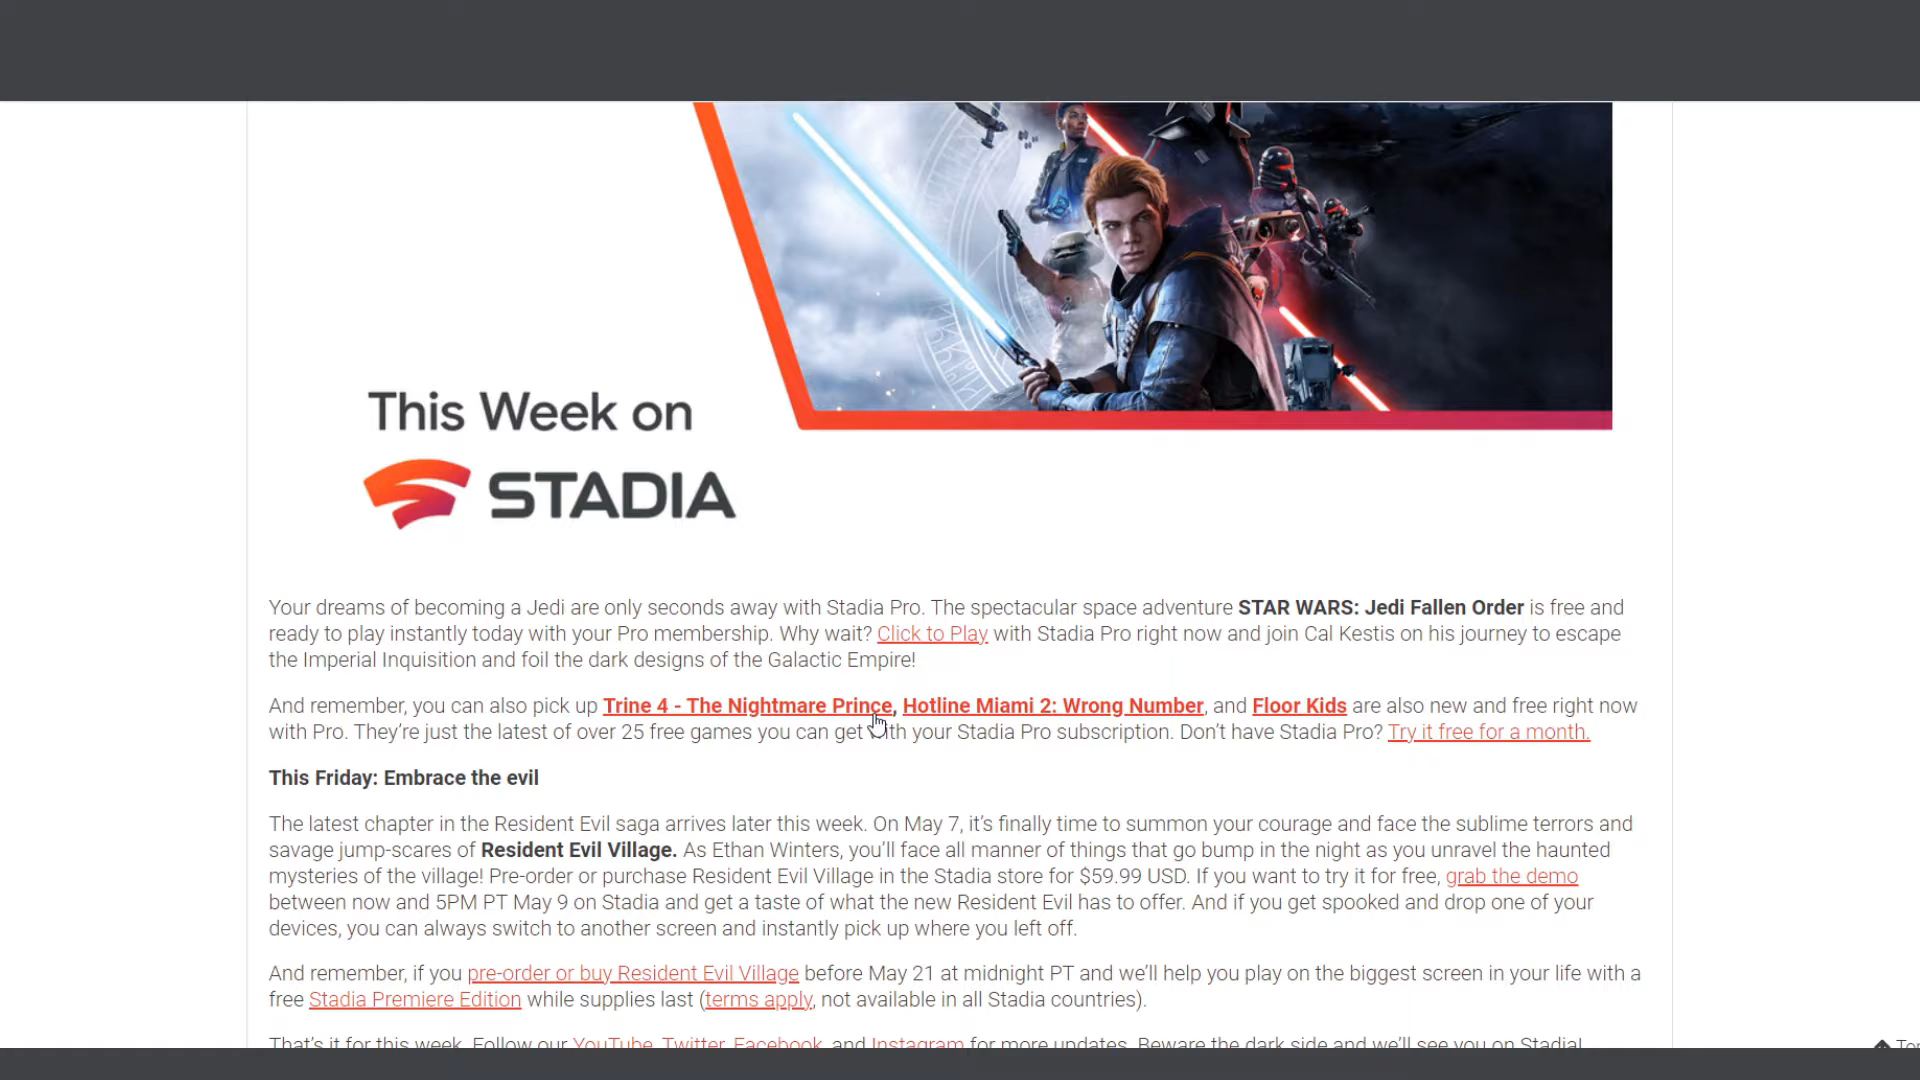 This Week on
STADIA
Your dreams of becoming a Jedi are only seconds away with Stadia Pro. The spectacular space adventure STAR WARS: Jedi Fallen Order is free and
ready to play instantly today with your Pro membership. Why wait? Click to Play with Stadia Pro right now and join Cal Kestis on his journey to escape
the Imperial Inquisition and foil the dark designs of the Galactic Empire!
And remember, you can also pick up Trine 4 - The Nightmare Prince, Hotline Miami 2: Wrong Number, and Floor Kids are also new and free right now
with Pro. They're just the latest of over 25 free games you can get with your Stadia Pro subscription. Don't have Stadia Pro? Try it free for a month.
This Friday: Embrace the evil
The latest chapter in the Resident Evil saga arrives later this week. On May 7, it's finally time to summon your courage and face the sublime terrors and
savage jump-scares of Resident Evil Village. As Ethan Winters, you'll face all manner of things that go bump in the night as you unravel the haunted
mysteries of the village! Pre-order or purchase Resident Evil Village in the Stadia store for $59.99 USD. If you want to try it for free, grab the demo
between now and 5PM PT May 9 on Stadia and get a taste of what the new Resident Evil has to offer. And if you get spooked and drop one of your
devices, you can always switch to another screen and instantly pick up where you left off.
And remember, if you pre-order or buy Resident Evil Village before May 21 at midnight PT and we'll help you play on the biggest screen in your life with a
free Stadia Premiere Edition while supplies last (terms apply, not available in all Stadia countries).
That's it for this week. Follow our YouTube, Twitter, Facebook, and Instagram for more updates. Beware the dark side and we'll see you on Stadia!